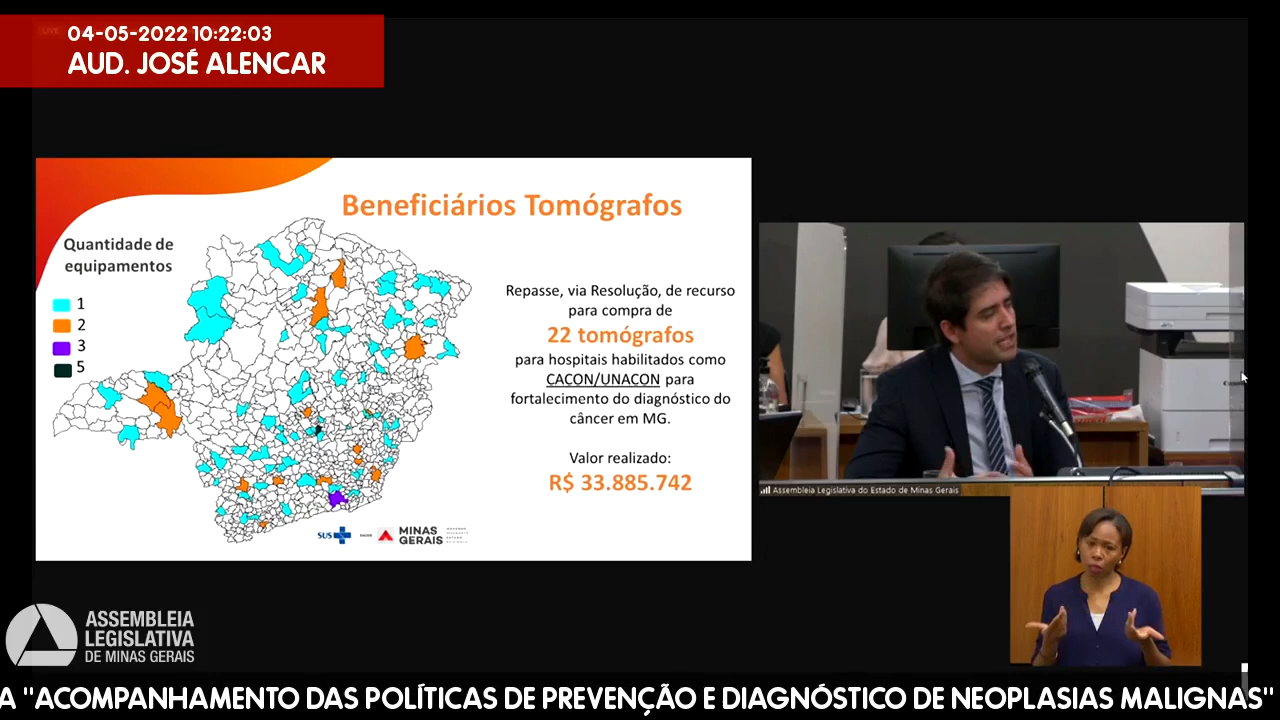 04-05-2022 10:22:03
AUD. JOSÉ ALENCAR
Beneficiários Tomógrafos
Quantidade de
equipamentos
1
2
3
5
Repasse, via Resolução, de recurso
para compra de
22 tomógrafos
para hospitais habilitados como
CACON/UNACON para
fortalecimento do diagnóstico do
câncer em MG.
Valor realizado:
R$ 33.885.742
SUS
SAÚDE
MINAS
GERAIS
Assembleia Legislativa do Estado de Minas Gerais
ASSEMBLEIA
LEGISLATIVA
DE MINAS GERAIS
A "ACOMPANHAMENTO DAS POLÍTICAS DE PREVENÇÃO E DIAGNÓSTICO DE NEOPLASIAS MALIGNAS"